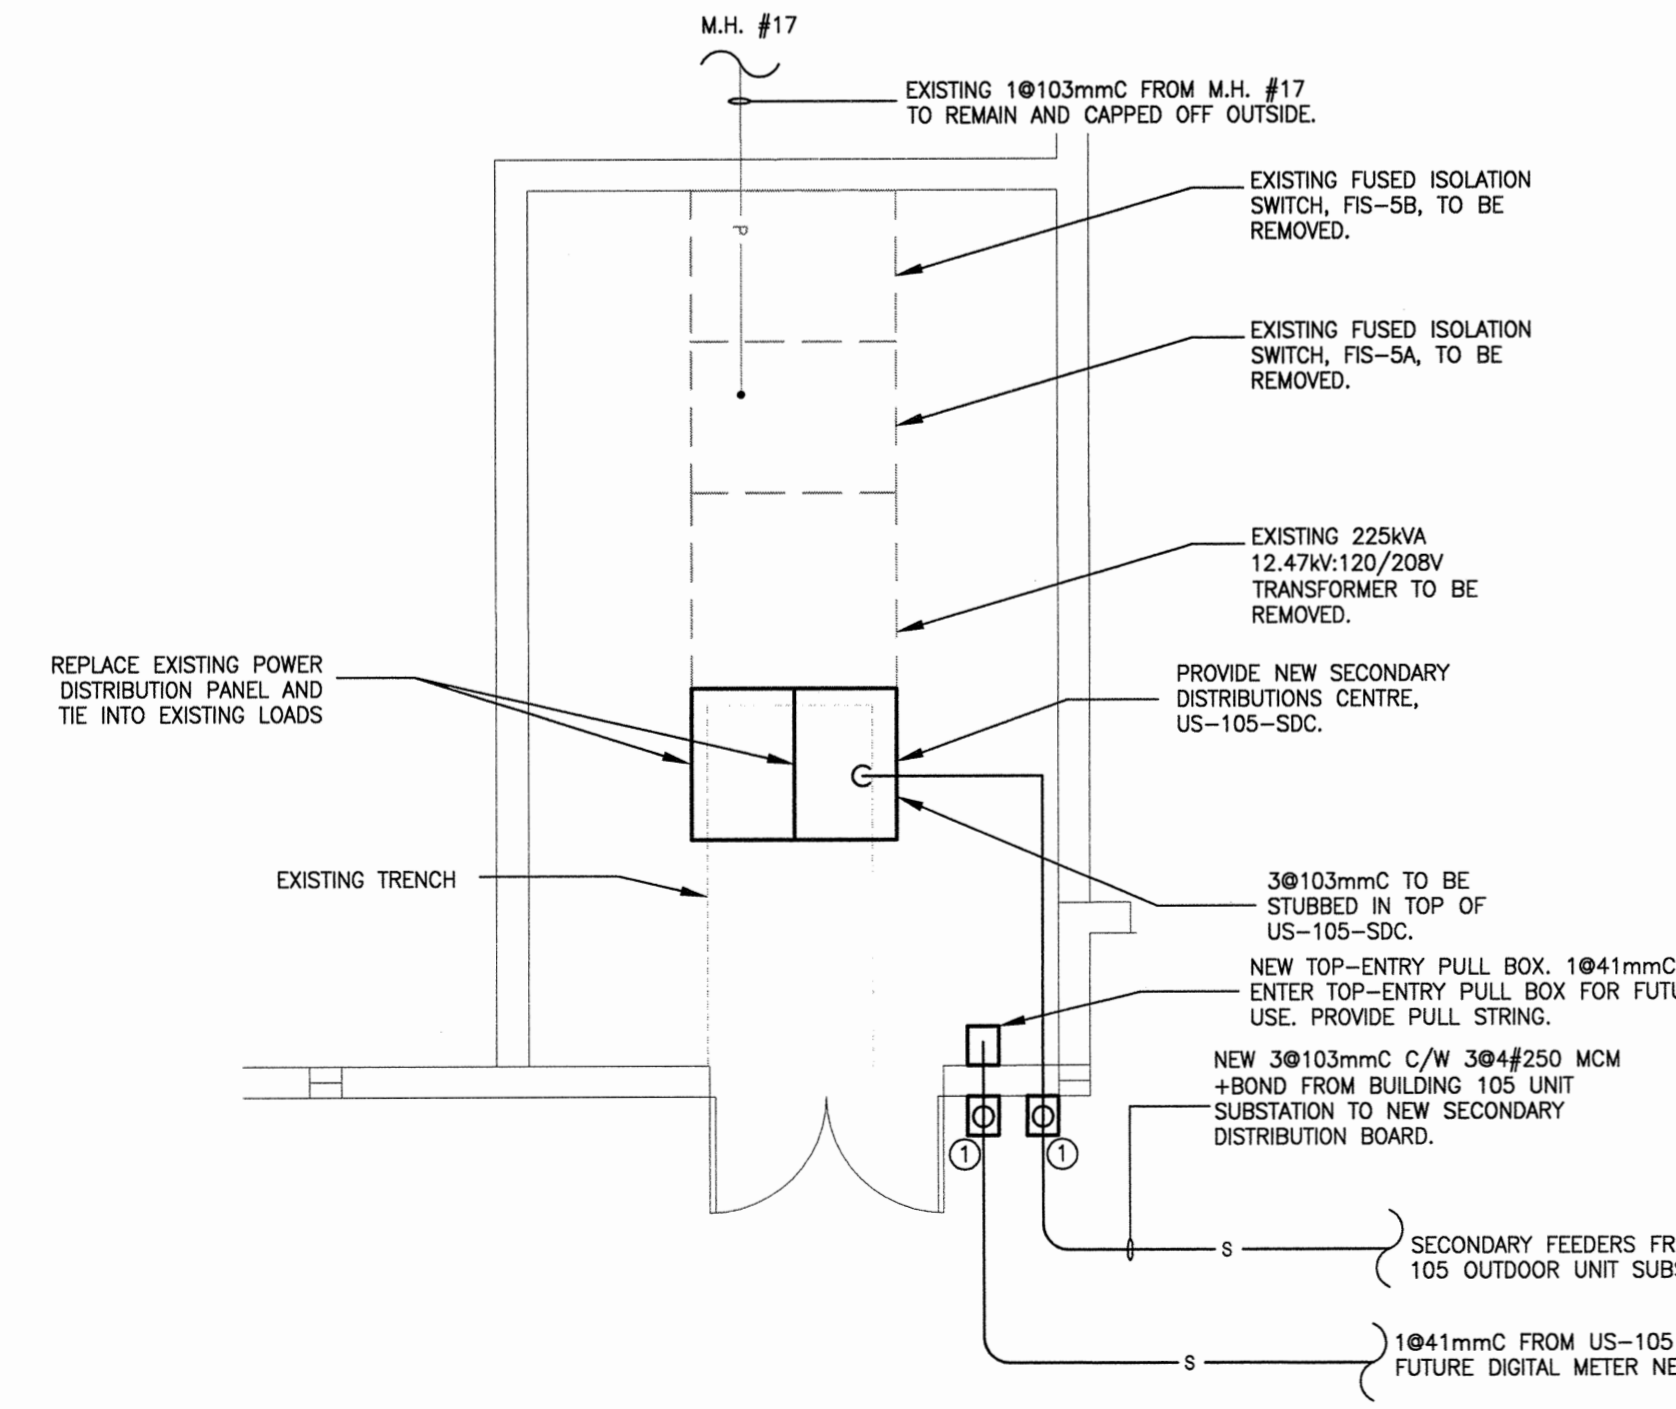 M.H. #17
EXISTING 1@103mmC FROM M.H. #17
TO REMAIN AND CAPPED OFF OUTSIDE.
EXISTING FUSED ISOLATION
SWITCH, FIS-5B, TO BE
REMOVED.
P
EXISTING FUSED ISOLATION
SWITCH, FIS-5A, TO BE
REMOVED.
EXISTING 225kVA
12.47kV:120/208V
TRANSFORMER TO BE
REMOVED.
REPLACE EXISTING POWER
DISTRIBUTION PANEL AND
TIE INTO EXISTING LOADS
PROVIDE NEW SECONDARY
DISTRIBUTIONS CENTRE,
US-105-SDC.
EXISTING TRENCH
3@103mmC TO BE
STUBBED IN TOP OF
US-105-SDC.
NEW TOP-ENTRY PULL BOX. 1@41mmC
ENTER TOP-ENTRY PULL BOX FOR
USE. PROVIDE PULL STRING.
NEW 3@103mmC C/W 3@4#250 MCM
+BOND FROM BUILDING 105 UNIT
SUBSTATION TO NEW SECONDARY
DISTRIBUTION BOARD.
1
1
S
SECONDARY FEEDERS
105 OUTDOOR UNIT
S
1@41mmC FROM US-105
FUTURE DIGITAL METER